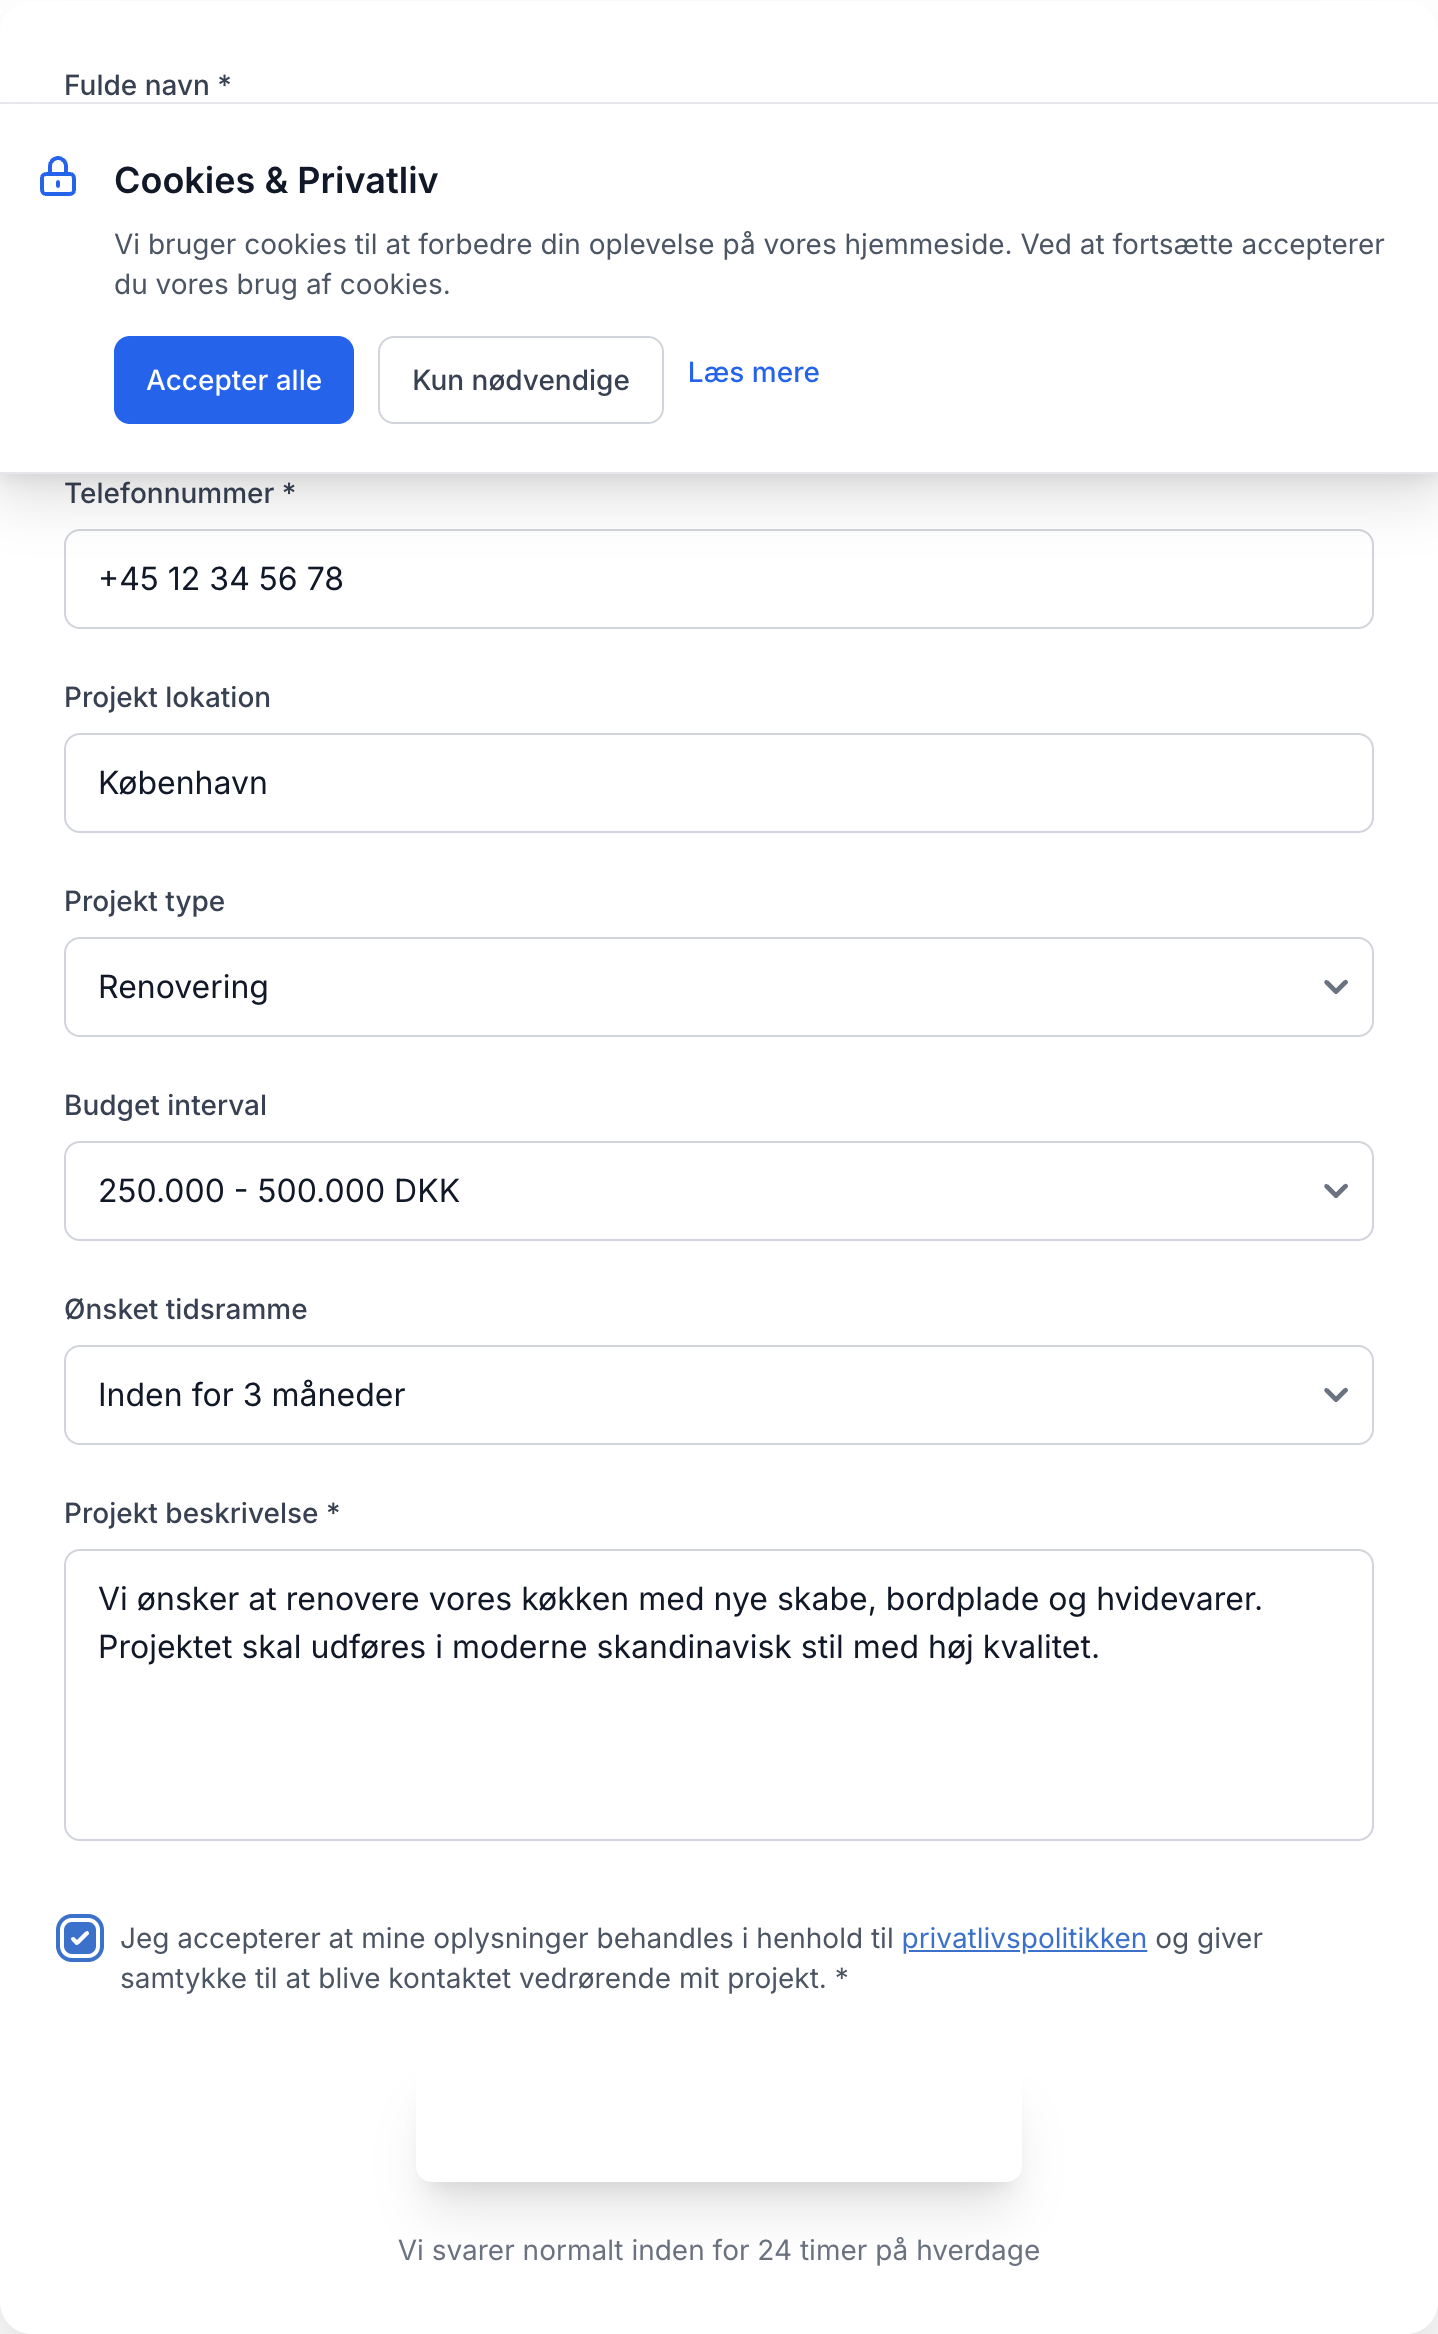 Fulde navn *
Cookies & Privatliv
Vi bruger cookies til at forbedre din oplevelse på vores hjemmeside. Ved at fortsætte accepterer
du vores brug af cookies.
Accepter alle
Kun nødvendige
Læs mere
Telefonnummer *
+45 12 34 56 78
Projekt lokation
København
Projekt type
Renovering
Budget interval
250.000 - 500.000 DKK
Ønsket tidsramme
Inden for 3 måneder
Projekt beskrivelse *
Vi ønsker at renovere vores køkken med nye skabe, bordplade og hvidevarer.
Projektet skal udføres i moderne skandinavisk stil med høj kvalitet.
Jeg accepterer at mine oplysninger behandles i henhold til privatlivspolitikken og giver
samtykke til at blive kontaktet vedrørende mit projekt. *
Vi svarer normalt inden for 24 timer på hverdage